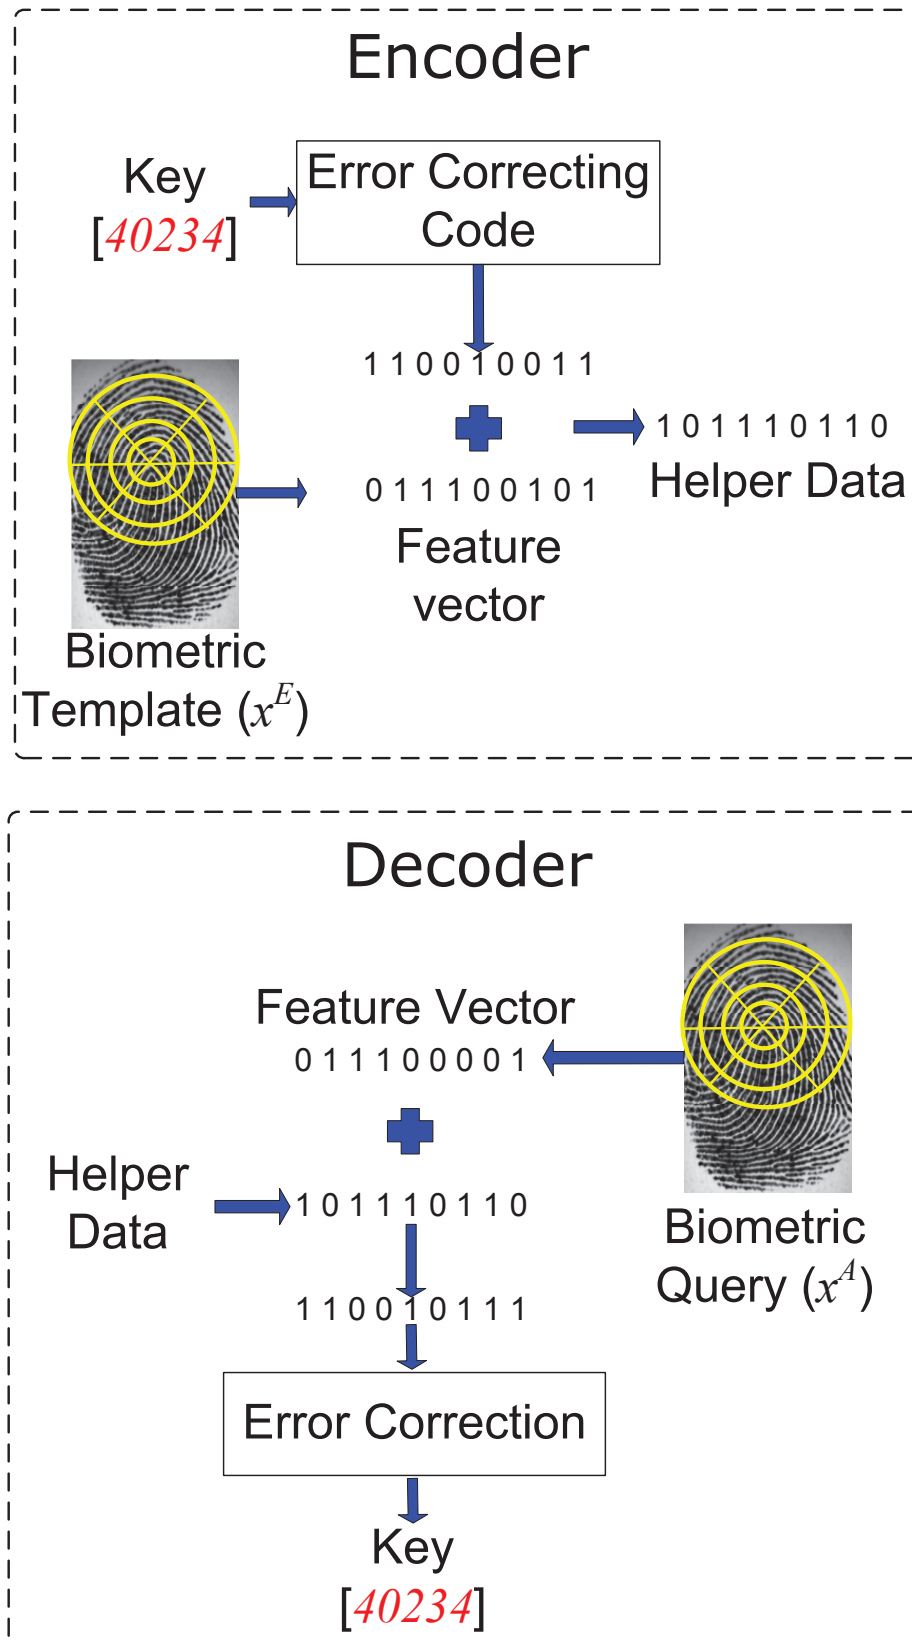 Encoder
Key
[40234]
Error Correcting
Code
1 1 0 0 1 0 0 1 1
1 0 1 1 1 0 1 1 0
Helper Data
0 1 1 1 0 0 1 0 1
Feature
vector
Biometric
Template (x^E)
Decoder
Feature Vector
0 1 1 1 0 0 0 0 1
Helper
Data
1 0 1 1 1 0 1 1 0
Biometric
Query (x^A)
1 1 0 0 1 0 1 1 1
Error Correction
Key
[40234]